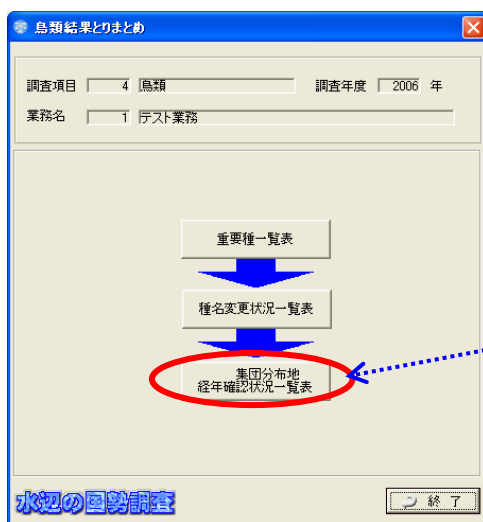 鳥類結果とりまとめ
調査項目 4 鳥類 調査年度 2006 年
業務名 1 テスト業務
重要種一覧表
種名変更状況一覧表
集団分布地
経年確認状況一覧表
水辺の国勢調査
終 了